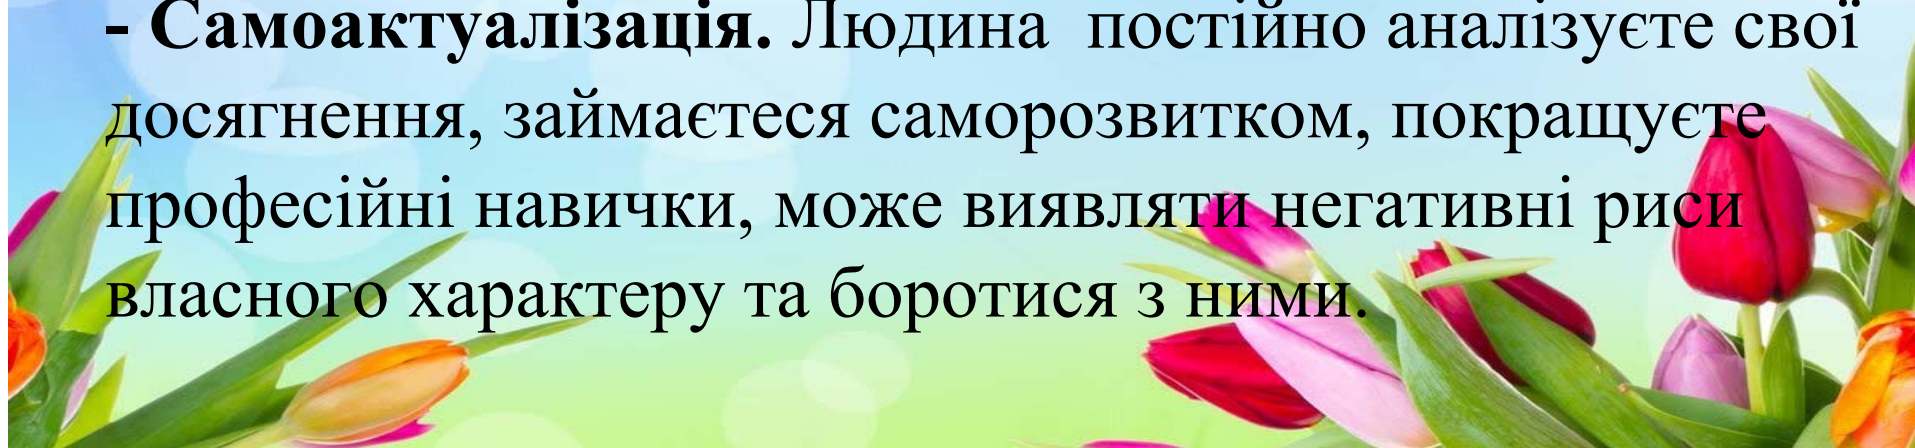 - Самоактуалізація. Людина  постійно аналізуєте свої
досягнення, займаєтеся саморозвитком, покращуєте
професійні навички, може виявляти негативні риси
власного характеру та боротися з ними.